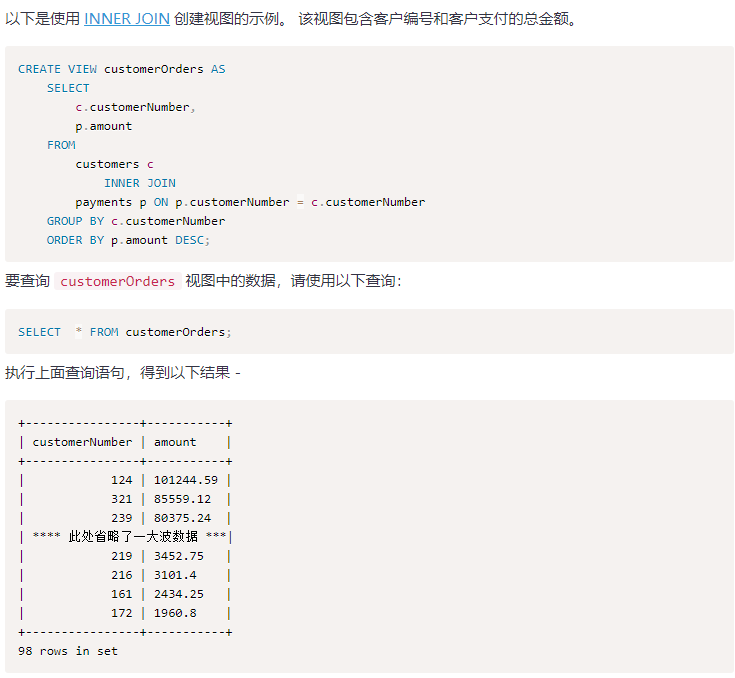 以下是使用 INNER JOIN 创建视图的示例。 该视图包含客户编号和客户支付的总金额。
CREATE VIEW customerOrders AS
    SELECT
        c.customerNumber,
        p.amount
    FROM
        customers c
            INNER JOIN
        payments p ON p.customerNumber = c.customerNumber
    GROUP BY c.customerNumber
    ORDER BY p.amount DESC;
要查询 customerOrders 视图中的数据，请使用以下查询：
SELECT  * FROM customerOrders;
执行上面查询语句，得到以下结果 -
+----------------+-----------+
| customerNumber | amount    |
+----------------+-----------+
|            124 | 101244.59 |
|            321 | 85559.12  |
|            239 | 80375.24  |
| **** 此处省略了一大波数据 ***|
|            219 | 3452.75   |
|            216 | 3101.4    |
|            161 | 2434.25   |
|            172 | 1960.8    |
+----------------+-----------+
98 rows in set